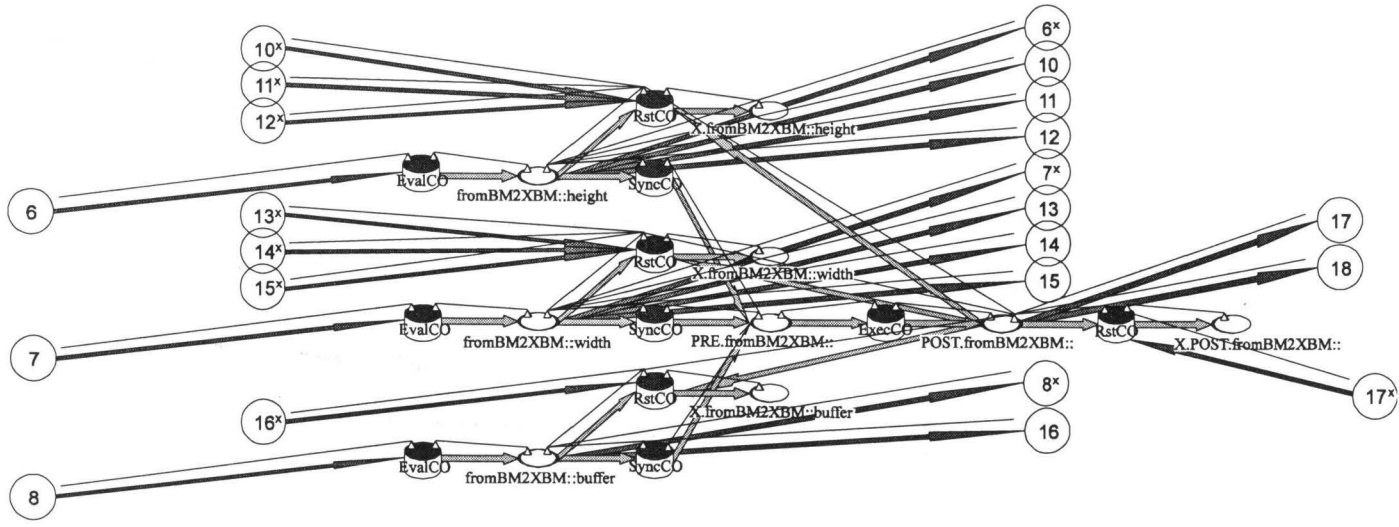 6ˣ
10ˣ
10
11ˣ
11
RstCO
12ˣ
X.fromBM2XBM::height
12
EvalCO
SyncCO
7ˣ
fromBM2XBM::height
6
13ˣ
13
17
14ˣ
14
RstCO
18
X.fromBM2XBM::width
15ˣ
15
EvalCO
SyncCO
ExecCO
RstCO
fromBM2XBM::width
PRE.fromBM2XBM::
POST.fromBM2XBM::
X.POST.fromBM2XBM::
7
8ˣ
RstCO
17ˣ
16ˣ
X.fromBM2XBM::buffer
16
EvalCO
SyncCO
fromBM2XBM::buffer
8